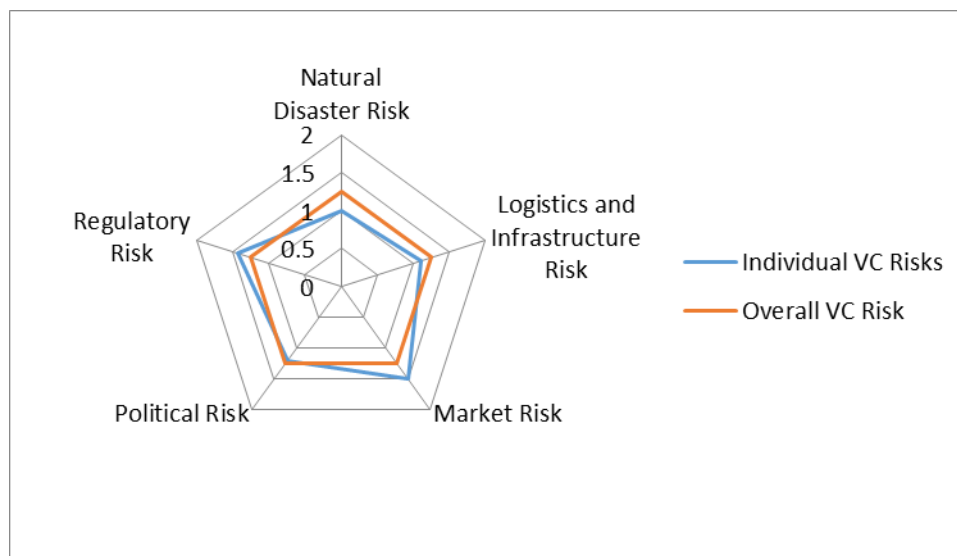 Natural
Disaster Risk
2
1.5
1
0.5
0
Logistics and
Infrastructure
Risk
Market Risk
Political Risk
Regulatory
Risk
Individual VC Risks
Overall VC Risk